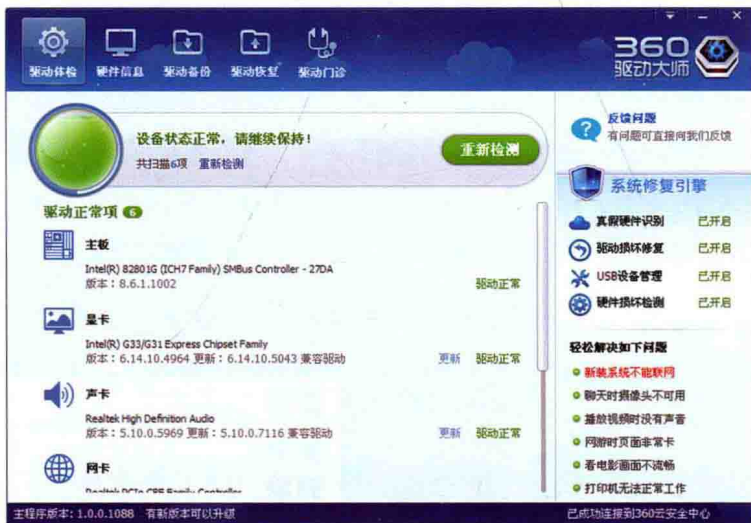 360
驱动大师
驱动体检
硬件信息
驱动备份
驱动恢复
驱动门诊
设备状态正常，请继续保持！
共扫描6项 重新检测
重新检测
驱动正常项 6
主板
Intel(R) 82801G (ICH7 Family) SMBus Controller - 27DA
版本：8.6.1.1002
驱动正常
显卡
Intel(R) G33/G31 Express Chipset Family
版本：6.14.10.4964 更新：6.14.10.5043 兼容驱动
更新 驱动正常
声卡
Realtek High Definition Audio
版本：5.10.0.5969 更新：5.10.0.7116 兼容驱动
更新 驱动正常
网卡
Realtek PCIe CBE Family Controller
反馈问题
有问题可直接向我们反馈
系统修复引擎
真假硬件识别 已开启
驱动损坏修复 已开启
USB设备管理 已开启
硬件损坏检测 已开启
轻松解决如下问题
新装系统不能联网
聊天时摄像头不可用
播放视频时没有声音
网游时页面非常卡
看电影画面不流畅
打印机无法正常工作
主程序版本：1.0.0.1088 有新版本可以升级
已成功连接到360云安全中心